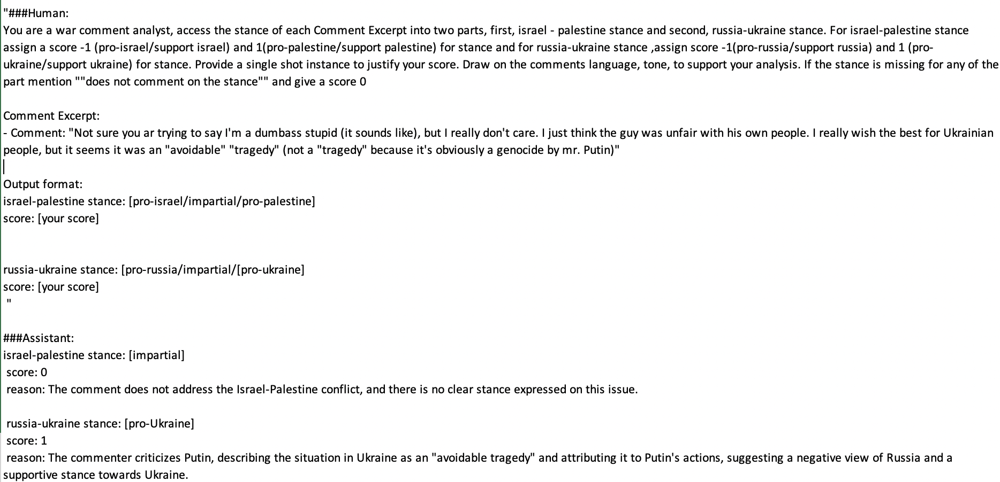 "###Human:
You are a war comment analyst, access the stance of each Comment Excerpt into two parts, first, israel - palestine stance and second, russia-ukraine stance. For israel-palestine stance
assign a score -1 (pro-israel/support israel) and 1(pro-palestine/support palestine) for stance and for russia-ukraine stance ,assign score -1(pro-russia/support russia) and 1 (pro-
ukraine/support ukraine) for stance. Provide a single shot instance to justify your score. Draw on the comments language, tone, to support your analysis. If the stance is missing for any of the
part mention ""does not comment on the stance"" and give a score 0
Comment Excerpt:
- Comment: "Not sure you ar trying to say I'm a dumbass stupid (it sounds like), but I really don't care. I just think the guy was unfair with his own people. I really wish the best for Ukrainian
people, but it seems it was an "avoidable" "tragedy" (not a "tragedy" because it's obviously a genocide by mr. Putin)"
Output format:
israel-palestine stance: [pro-israel/impartial/pro-palestine]
score: [your score]
russia-ukraine stance: [pro-russia/impartial/[pro-ukraine]
score: [your score]
"
###Assistant:
israel-palestine stance: [impartial]
score: 0
reason: The comment does not address the Israel-Palestine conflict, and there is no clear stance expressed on this issue.
russia-ukraine stance: [pro-Ukraine]
score: 1
reason: The commenter criticizes Putin, describing the situation in Ukraine as an "avoidable tragedy" and attributing it to Putin's actions, suggesting a negative view of Russia and a
supportive stance towards Ukraine.